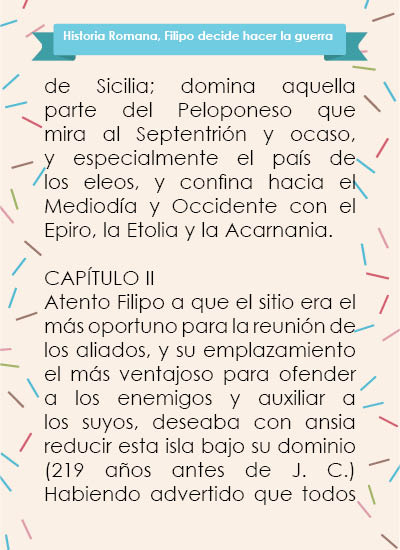 Historia Romana, Filipo decide hacer la guerra
de Sicilia; domina aquella
parte del Peloponeso que
mira al Septentrión y ocaso,
y especialmente el país de
los eleos, y confina hacia el
Mediodía y Occidente con el
Epiro, la Etolia y la Acarnania.
CAPÍTULO II
Atento Filipo a que el sitio era el
más oportuno para la reunión de
los aliados, y su emplazamiento
el más ventajoso para ofender
a los enemigos y auxiliar a
los suyos, deseaba con ansia
reducir esta isla bajo su dominio
(219 años antes de J. C.)
Habiendo advertido que todos